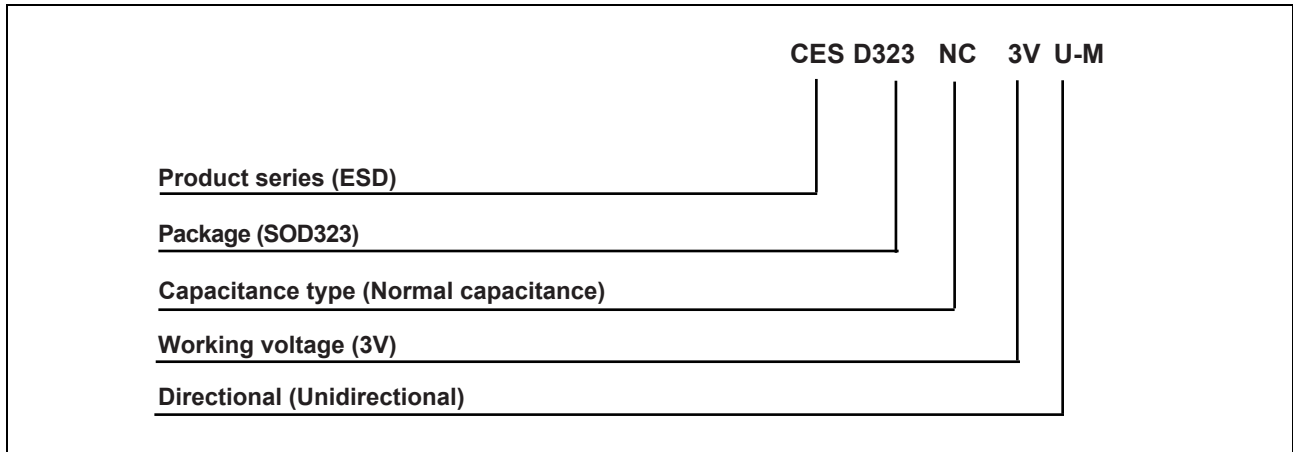 CES D323 NC 3V U-M
Product series (ESD)
Package (SOD323)
Capacitance type (Normal capacitance)
Working voltage (3V)
Directional (Unidirectional)